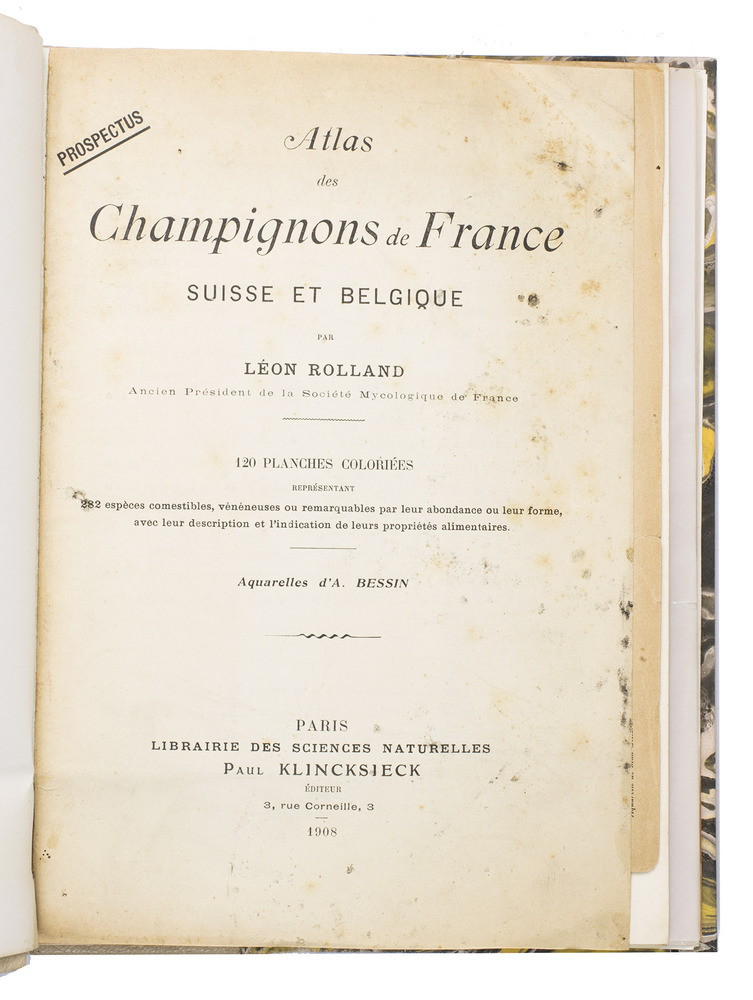 PROSPECTUS
Atlas
des
Champignons de France
SUISSE ET BELGIQUE
PAR
LÉON ROLLAND
Ancien Président de la Société Mycologique de France
120 PLANCHES COLORIÉES
REPRÉSENTANT
282 espèces comestibles, vénéneuses ou remarquables par leur abondance ou leur forme,
avec leur description et l'indication de leurs propriétés alimentaires.
Aquarelles d'A. BESSIN
PARIS
LIBRAIRIE DES SCIENCES NATURELLES
PAUL KLINCKSIECK
ÉDITEUR
3, rue Corneille, 3
1908